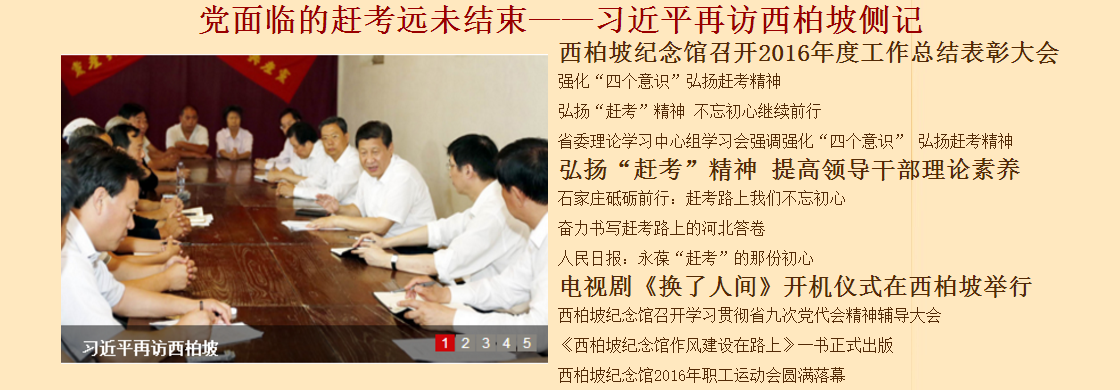 党面临的赶考远未结束——习近平再访西柏坡侧记
西柏坡纪念馆召开2016年度工作总结表彰大会
强化“四个意识”弘扬赶考精神
弘扬“赶考”精神 不忘初心继续前行
省委理论学习中心组学习会强调强化“四个意识” 弘扬赶考精神
弘扬“赶考”精神 提高领导干部理论素养
石家庄砥砺前行：赶考路上我们不忘初心
奋力书写赶考路上的河北答卷
人民日报：永葆“赶考”的那份初心
电视剧《换了人间》开机仪式在西柏坡举行
西柏坡纪念馆召开学习贯彻省九次党代会精神辅导大会
《西柏坡纪念馆作风建设在路上》一书正式出版
西柏坡纪念馆2016年职工运动会圆满落幕
习近平再访西柏坡
1 2 3 4 5